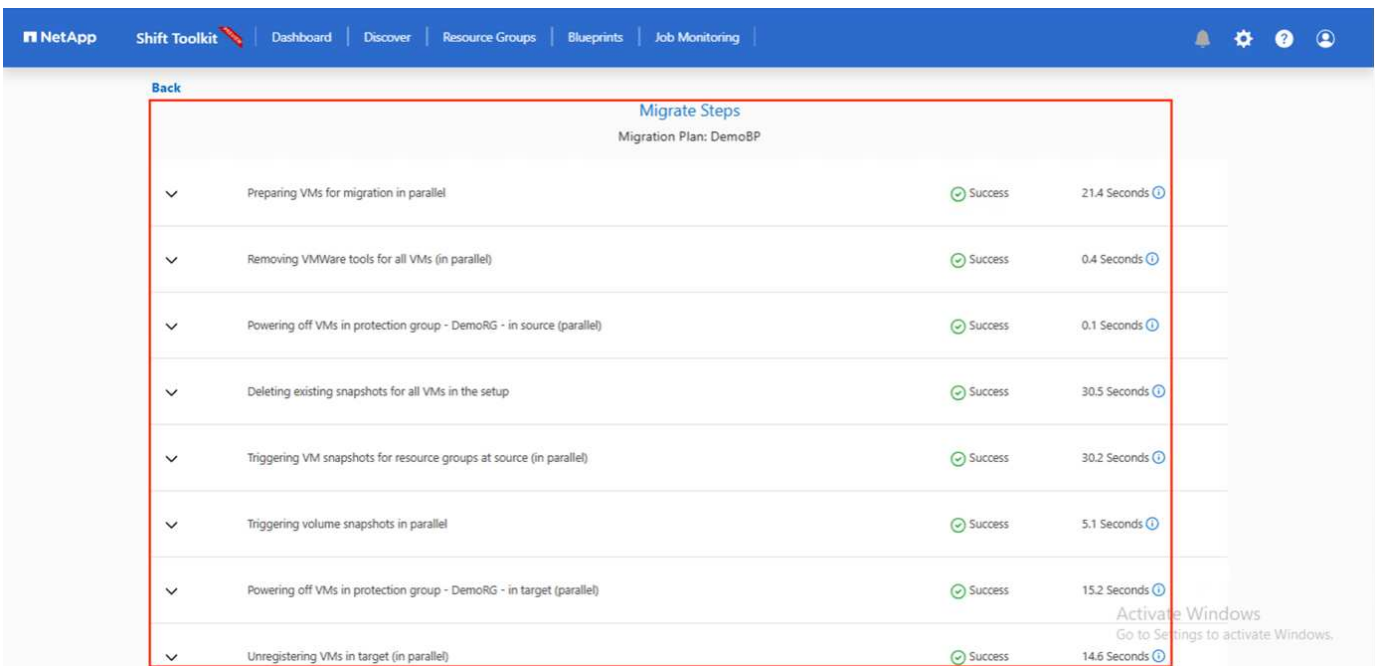 NetApp Shift Toolkit Dashboard Discover Resource Groups Blueprints Job Monitoring
Back
Migrate Steps
Migration Plan: DemoBP
Preparing VMs for migration in parallel Success 21.4 Seconds
Removing VMWare tools for all VMs (in parallel) Success 0.4 Seconds
Powering off VMs in protection group - DemoRG - in source (parallel) Success 0.1 Seconds
Deleting existing snapshots for all VMs in the setup Success 30.5 Seconds
Triggering VM snapshots for resource groups at source (in parallel) Success 30.2 Seconds
Triggering volume snapshots in parallel Success 5.1 Seconds
Powering off VMs in protection group - DemoRG - in target (parallel) Success 15.2 Seconds
Activate Windows
Go to Settings to activate Windows.
Unregistering VMs in target (in parallel) Success 14.6 Seconds